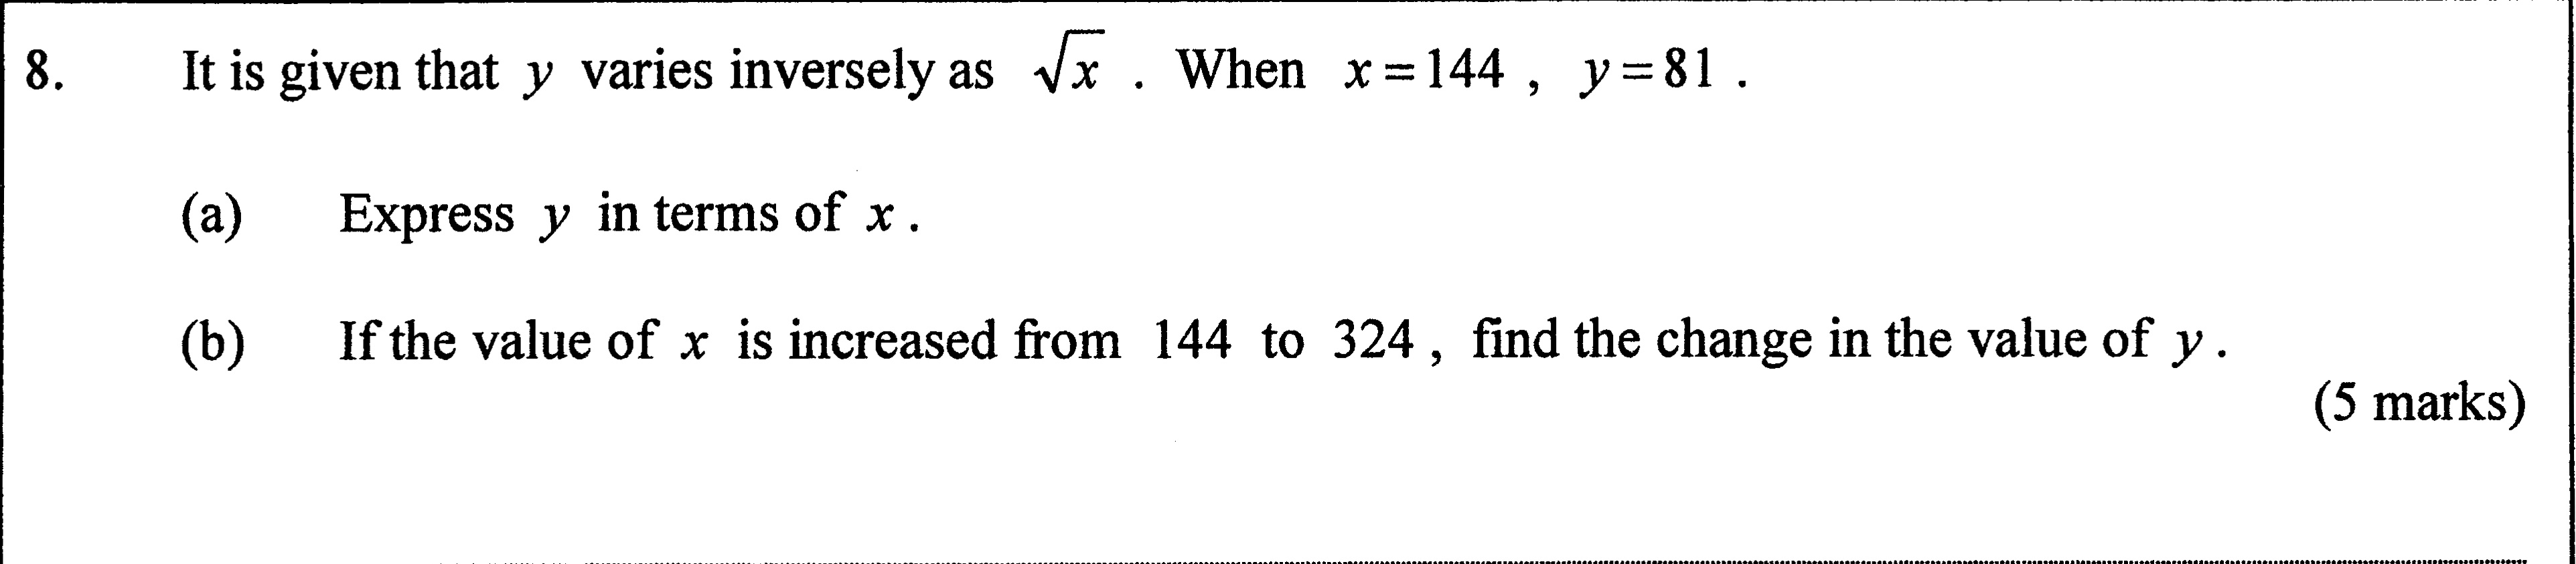 8. It is given that y varies inversely as √x . When x=144 , y=81 .
(a) Express y in terms of x .
(b) If the value of x is increased from 144 to 324 , find the change in the value of y .
(5 marks)